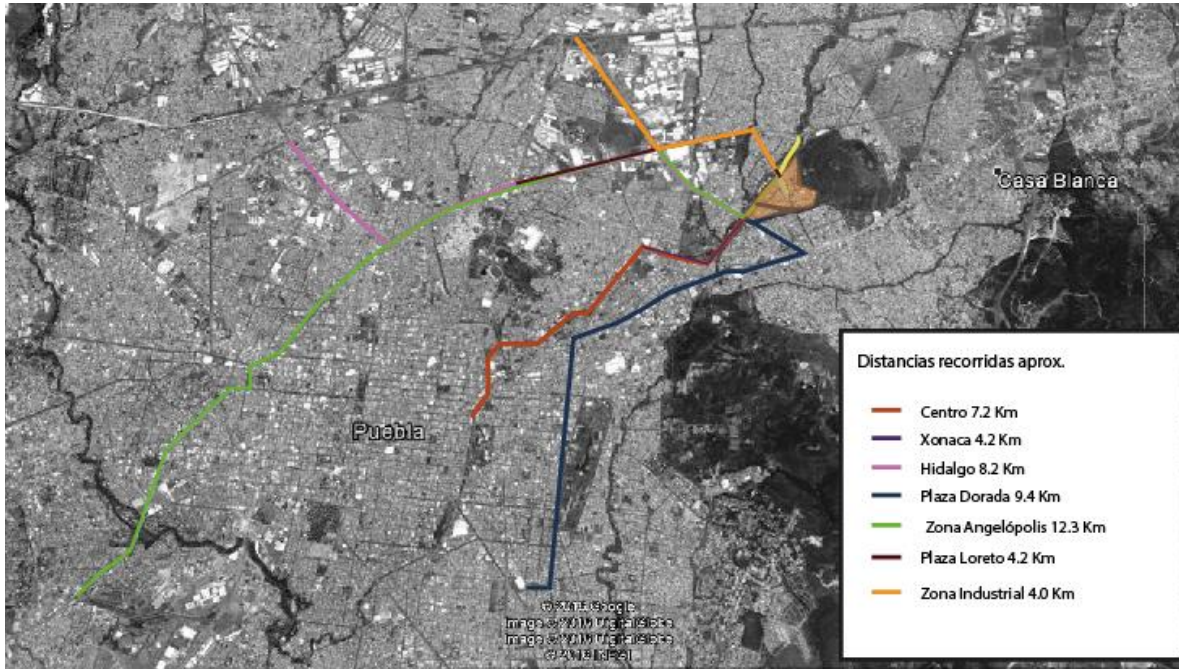 Casa Blanca
Puebla
Distancias recorridas aprox.
Centro 7.2 Km
Xonaca 4.2 Km
Hidalgo 8.2 Km
Plaza Dorada 9.4 Km
Zona Angelópolis 12.3 Km
Plaza Loreto 4.2 Km
Zona Industrial 4.0 Km
Google
Image ©
Image ©